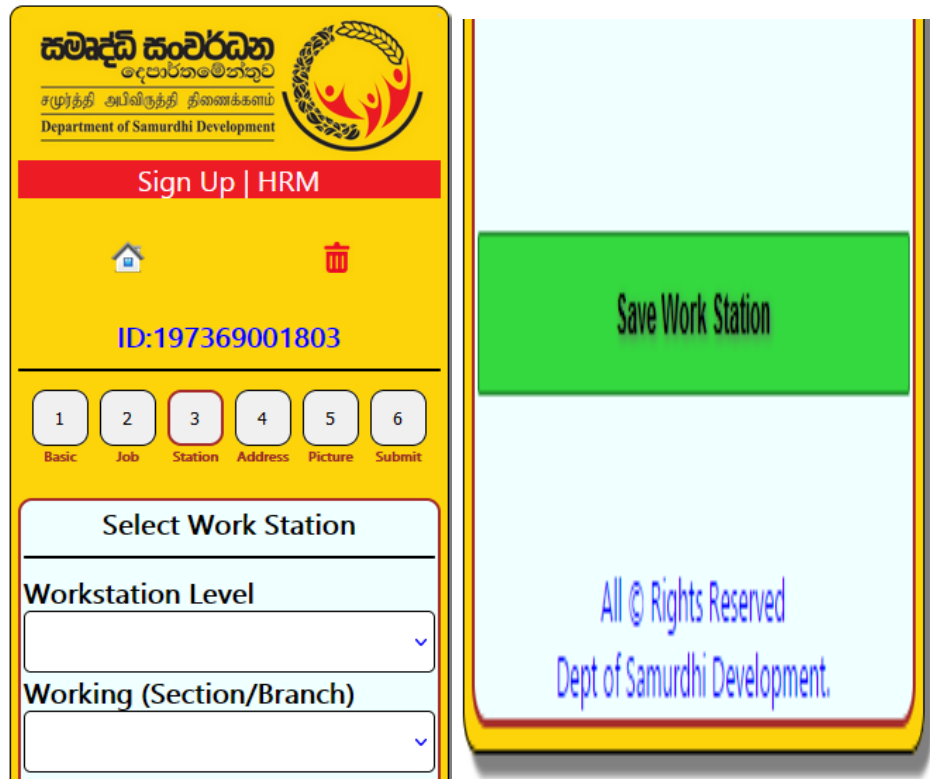 සමෘද්ධි සංවර්ධන
දෙපාර්තමේන්තුව
சமுர்த்தி அபிவிருத்தி திணைக்களம்
Department of Samurdhi Development
Sign Up | HRM
ID:197369001803
1 2 3 4 5 6
Basic Job Station Address Picture Submit
Select Work Station
Workstation Level
Working (Section/Branch)
Save Work Station
All © Rights Reserved
Dept of Samurdhi Development.